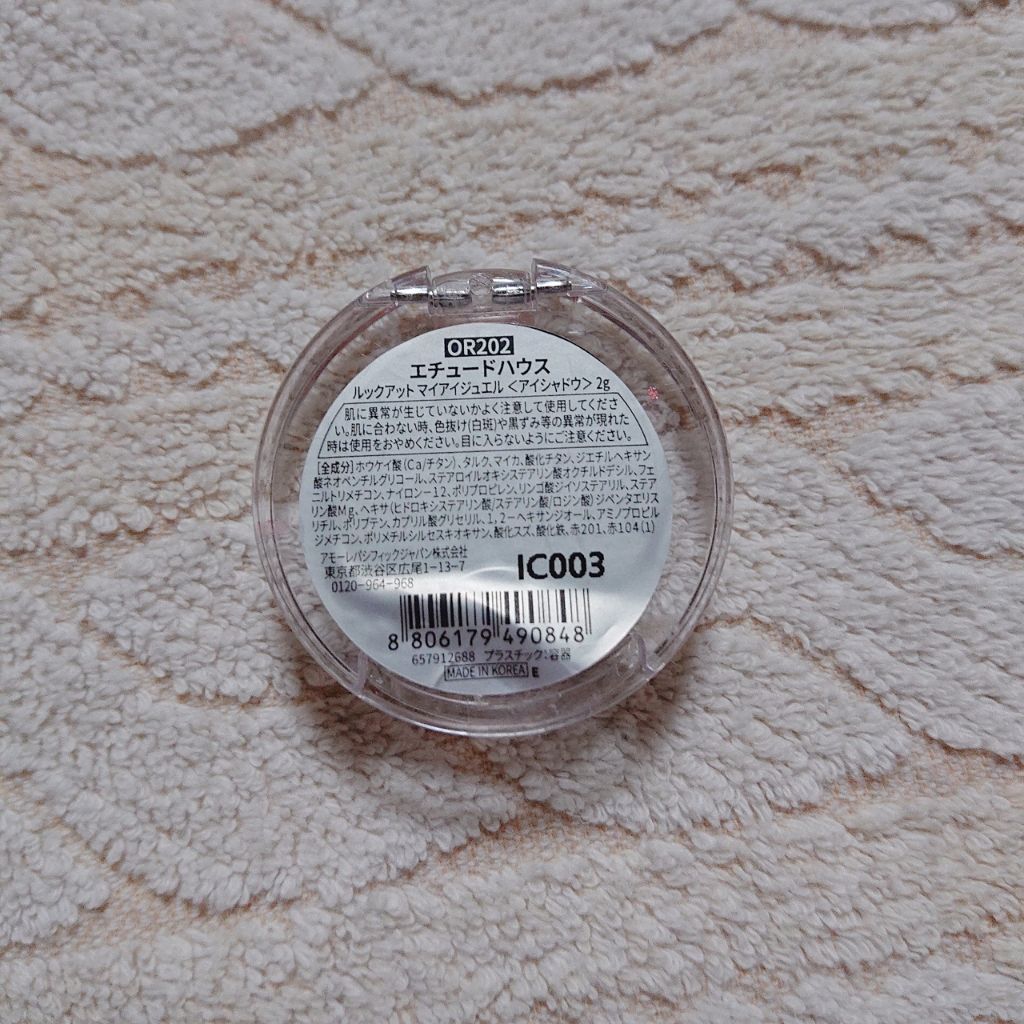 OR202
エチュードハウス
ルックアット マイアイジュエル <アイシャドウ> 2g
肌に異常が生じていないかよく注意して使用してくださ
い。肌に合わない時、色抜け(白斑)や黒ずみ等の異常が現れた
時は使用をおやめください。目に入らないようにご注意ください。
[全成分]ホウケイ酸(Ca/チタン)、タルク、マイカ、酸化チタン、ジエチルヘキサン
酸ネオペンチルグリコール、ステアロイルオキシステアリン酸オクチルドデシル、フェ
ニルトリメチコン、ナイロン－12、ポリプロピレン、リンゴ酸ジイソステアリル、ステア
リン酸Mg、ヘキサ(ヒドロキシステアリン酸/ステアリン酸/ロジン酸)ジペンタエリス
リチル、ポリブテン、カプリル酸グリセリル、1,2－ヘキサンジオール、アミノプロピル
ジメチコン、ポリメチルシルセスキオキサン、酸化スズ、酸化鉄、赤201、赤104(1)
アモーレパシフィックジャパン株式会社
東京都渋谷区広尾1-13-7
0120-964-968
IC003
8 806179 490848
657912688 プラスチック:容器
MADE IN KOREA E